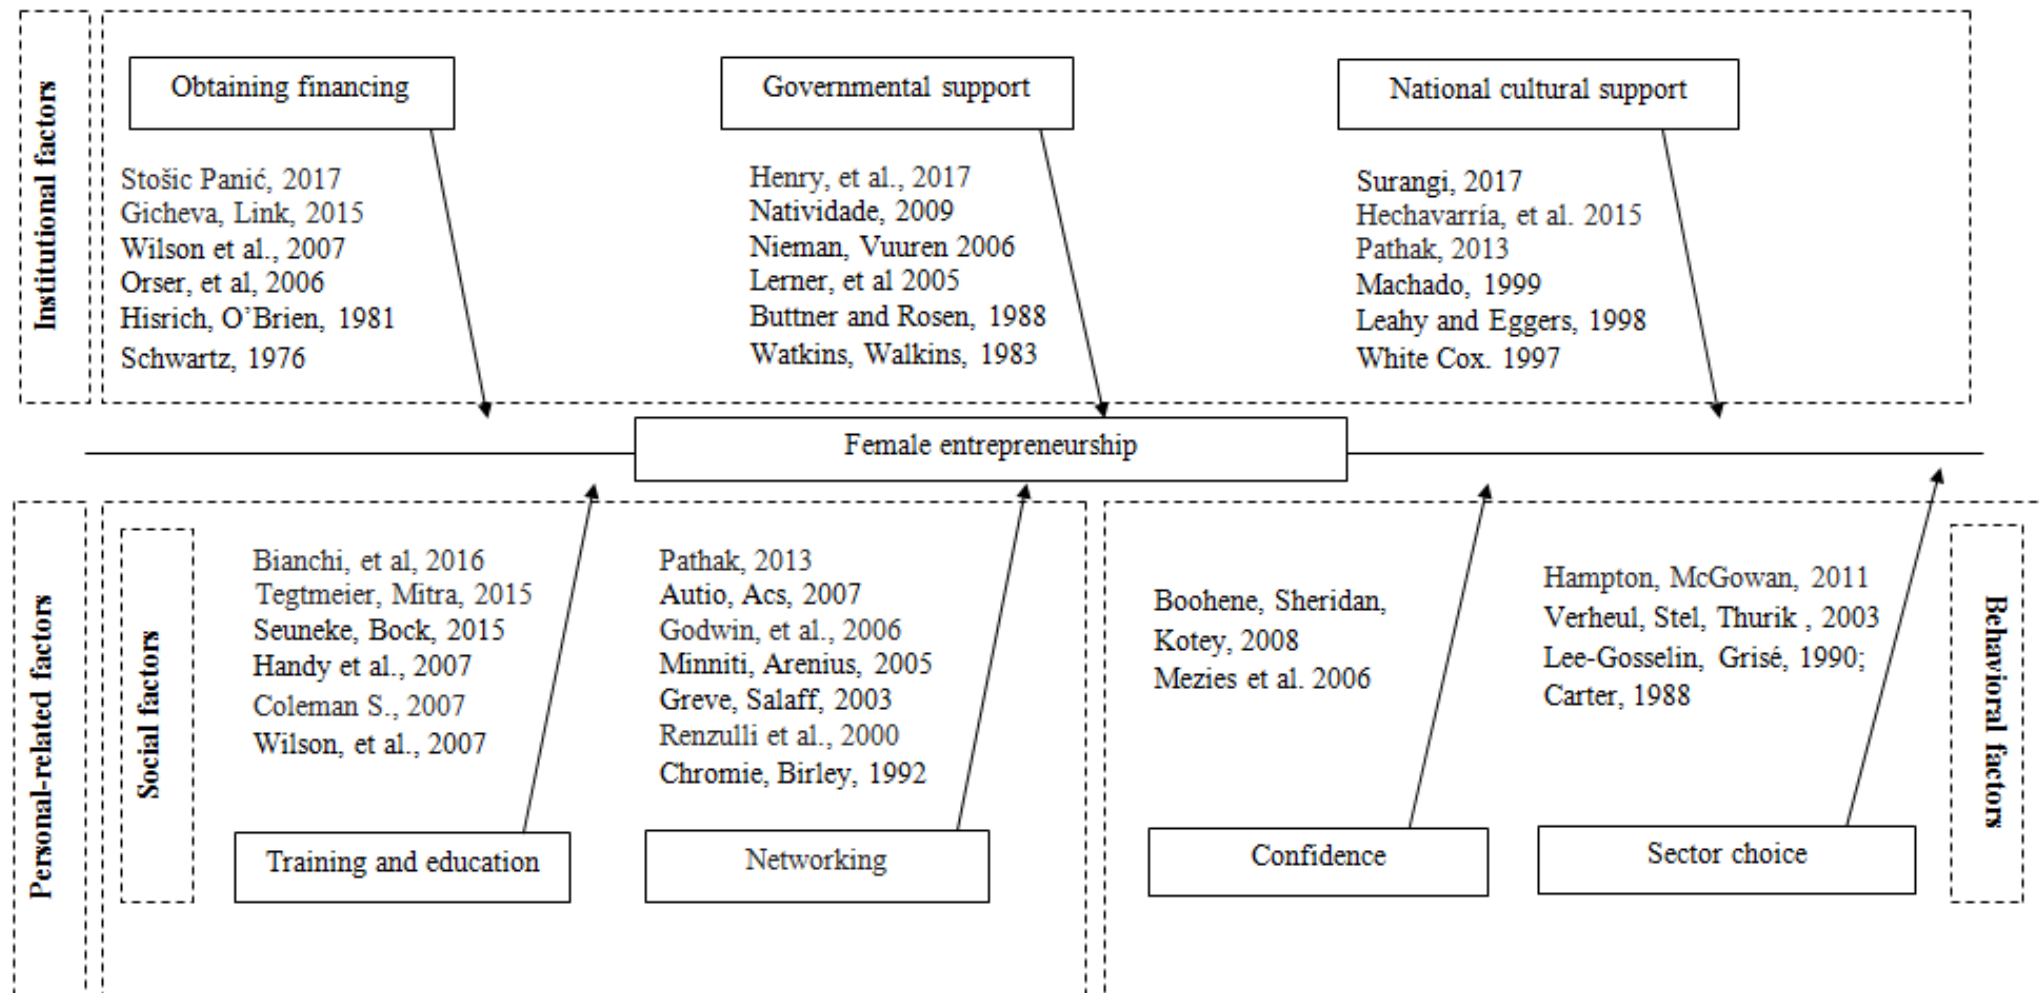 Institutional factors
Obtaining financing
Stošic Panić, 2017
Gicheva, Link, 2015
Wilson et al., 2007
Orser, et al, 2006
Hisrich, O’Brien, 1981
Schwartz, 1976
Governmental support
Henry, et al., 2017
Natividade, 2009
Nieman, Vuuren 2006
Lerner, et al 2005
Buttner and Rosen, 1988
Watkins, Walkins, 1983
National cultural support
Surangi, 2017
Hechavarría, et al. 2015
Pathak, 2013
Machado, 1999
Leahy and Eggers, 1998
White Cox. 1997
Female entrepreneurship
Personal-related factors
Social factors
Bianchi, et al, 2016
Tegtmeier, Mitra, 2015
Seuneke, Bock, 2015
Handy et al., 2007
Coleman S., 2007
Wilson, et al., 2007
Training and education
Pathak, 2013
Autio, Acs, 2007
Godwin, et al., 2006
Minniti, Arenius, 2005
Greve, Salaff, 2003
Renzulli et al., 2000
Chromie, Birley, 1992
Networking
Boohene, Sheridan,
Kotey, 2008
Mezies et al. 2006
Confidence
Hampton, McGowan, 2011
Verheul, Stel, Thurik , 2003
Lee-Gosselin, Grisé, 1990;
Carter, 1988
Sector choice
Behavioral factors